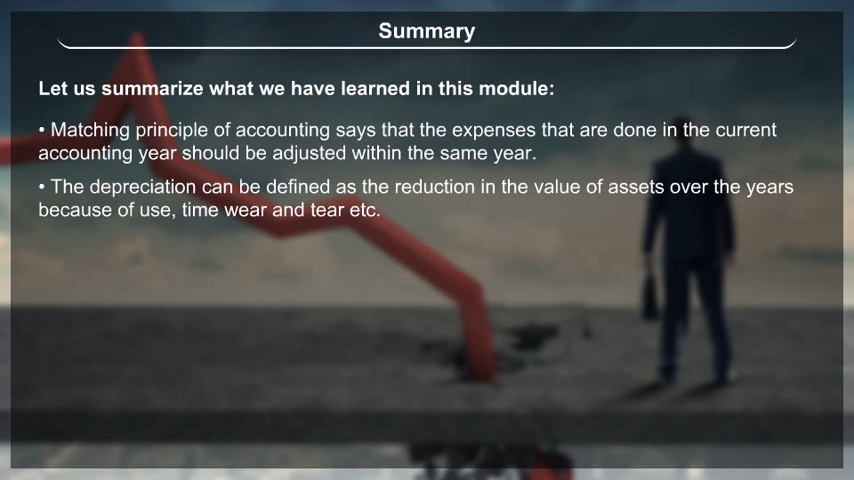 Summary
Let us summarize what we have learned in this module:
• Matching principle of accounting says that the expenses that are done in the current
accounting year should be adjusted within the same year.
• The depreciation can be defined as the reduction in the value of assets over the years
because of use, time wear and tear etc.